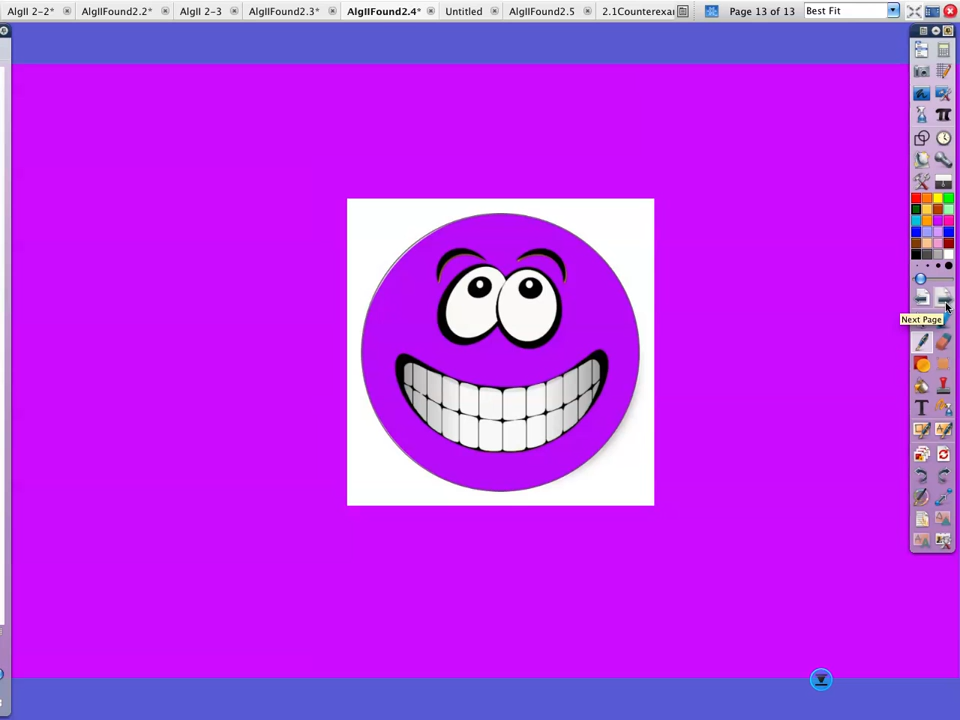 AlgII 2-2* AlgIIFound2.2* AlgII 2-3 AlgIIFound2.3* AlgIIFound2.4* Untitled AlgIIFound2.5 2.1Counterexa Page 13 of 13 Best Fit
Next Page
T